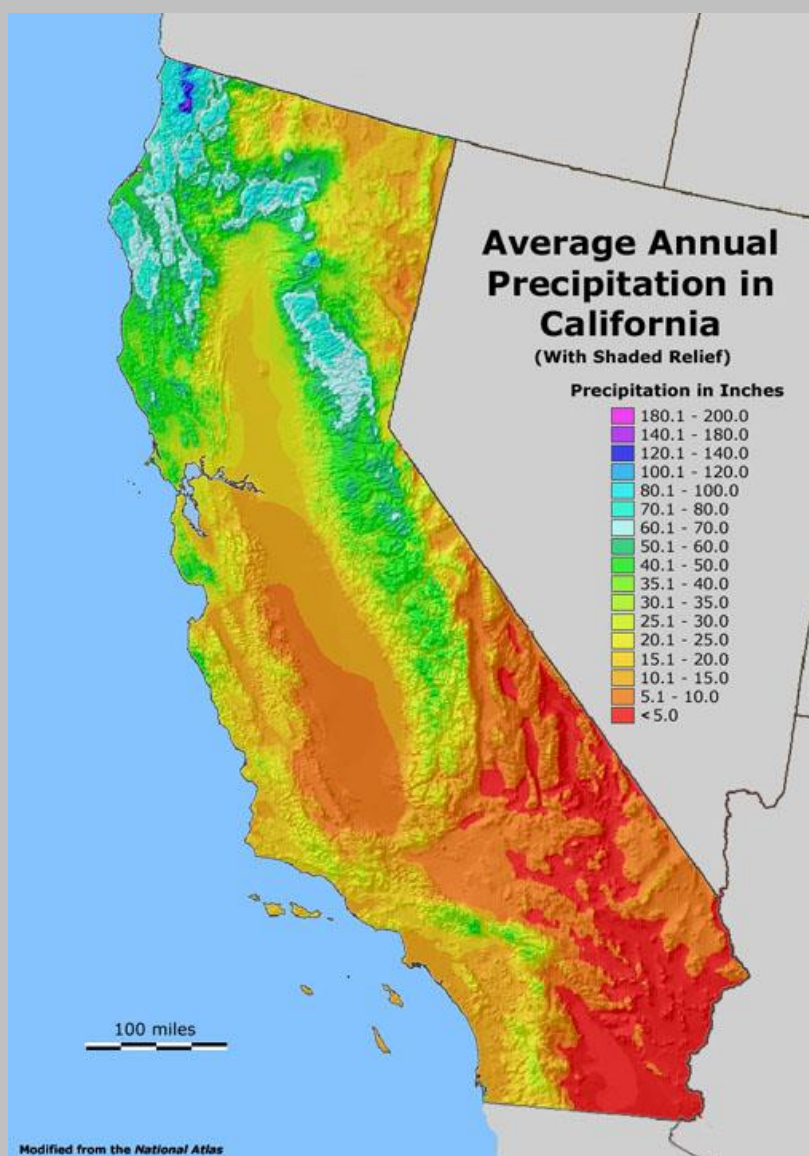 Average Annual
Precipitation in
California
(With Shaded Relief)
Precipitation in Inches
180.1 - 200.0
140.1 - 180.0
120.1 - 140.0
100.1 - 120.0
80.1 - 100.0
70.1 - 80.0
60.1 - 70.0
50.1 - 60.0
40.1 - 50.0
35.1 - 40.0
30.1 - 35.0
25.1 - 30.0
20.1 - 25.0
15.1 - 20.0
10.1 - 15.0
5.1 - 10.0
<5.0
100 miles
Modified from the National Atlas